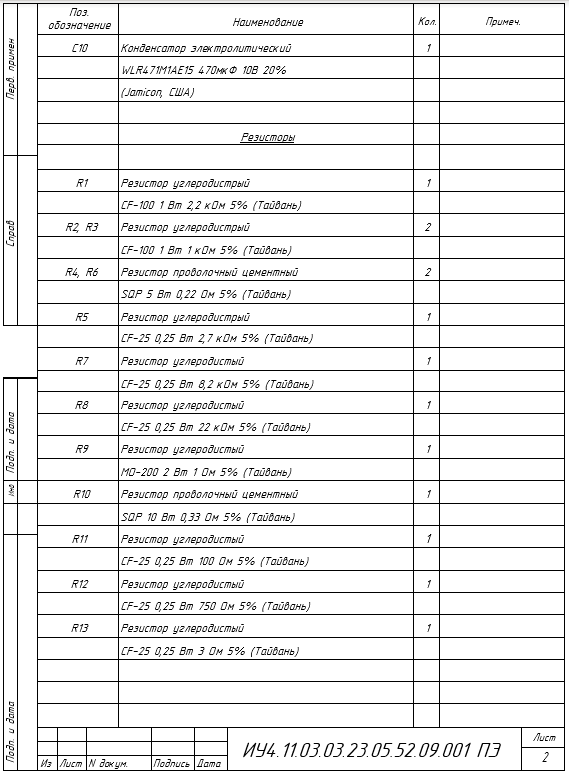 Поз. обозначение Наименование Кол. Примеч.
С10 Конденсатор электролитический 1
WLR471M1AE15 470мкФ 10В 20%
(Jamicon, США)
Резисторы
R1 Резистор углеродистрый 1
CF-100 1 Вт 2,2 кОм 5% (Тайвань)
R2, R3 Резистор углеродистрый 2
CF-100 1 Вт 1 кОм 5% (Тайвань)
R4, R6 Резистор проволочный цементный 2
SQP 5 Вт 0,22 Ом 5% (Тайвань)
R5 Резистор углеродистрый 1
CF-25 0,25 Вт 2,7 кОм 5% (Тайвань)
R7 Резистор углеродистый 1
CF-25 0,25 Вт 8,2 кОм 5% (Тайвань)
R8 Резистор углеродистый 1
CF-25 0,25 Вт 22 кОм 5% (Тайвань)
R9 Резистор углеродистый 1
МО-200 2 Вт 1 Ом 5% (Тайвань)
R10 Резистор проволочный цементный 1
SQP 10 Вт 0,33 Ом 5% (Тайвань)
R11 Резистор углеродистый 1
CF-25 0,25 Вт 100 Ом 5% (Тайвань)
R12 Резистор углеродистый 1
CF-25 0,25 Вт 750 Ом 5% (Тайвань)
R13 Резистор углеродистый 1
CF-25 0,25 Вт 3 Ом 5% (Тайвань)
Перв. примен
Справ
Подп. и дата
Инв
Подп. и дата
Из Лист N докум. Подпись Дата
ИУ4.11.03.03.23.05.52.09.001 ПЭ
Лист
2